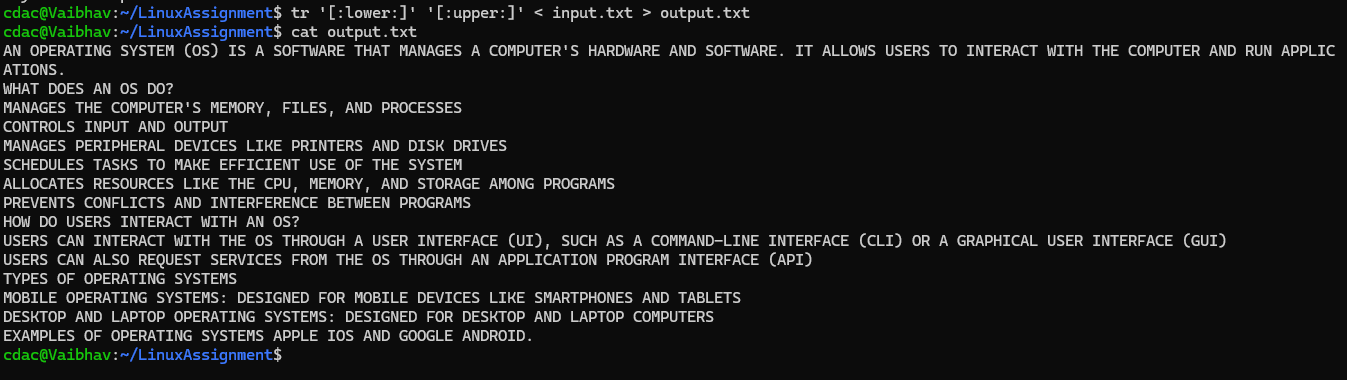 cdac@Vaibhav:~/LinuxAssignment$ tr '[:lower:]' '[:upper:]' < input.txt > output.txt
cdac@Vaibhav:~/LinuxAssignment$ cat output.txt
AN OPERATING SYSTEM (OS) IS A SOFTWARE THAT MANAGES A COMPUTER'S HARDWARE AND SOFTWARE. IT ALLOWS USERS TO INTERACT WITH THE COMPUTER AND RUN APPLIC
ATIONS.
WHAT DOES AN OS DO?
MANAGES THE COMPUTER'S MEMORY, FILES, AND PROCESSES
CONTROLS INPUT AND OUTPUT
MANAGES PERIPHERAL DEVICES LIKE PRINTERS AND DISK DRIVES
SCHEDULES TASKS TO MAKE EFFICIENT USE OF THE SYSTEM
ALLOCATES RESOURCES LIKE THE CPU, MEMORY, AND STORAGE AMONG PROGRAMS
PREVENTS CONFLICTS AND INTERFERENCE BETWEEN PROGRAMS
HOW DO USERS INTERACT WITH AN OS?
USERS CAN INTERACT WITH THE OS THROUGH A USER INTERFACE (UI), SUCH AS A COMMAND-LINE INTERFACE (CLI) OR A GRAPHICAL USER INTERFACE (GUI)
USERS CAN ALSO REQUEST SERVICES FROM THE OS THROUGH AN APPLICATION PROGRAM INTERFACE (API)
TYPES OF OPERATING SYSTEMS
MOBILE OPERATING SYSTEMS: DESIGNED FOR MOBILE DEVICES LIKE SMARTPHONES AND TABLETS
DESKTOP AND LAPTOP OPERATING SYSTEMS: DESIGNED FOR DESKTOP AND LAPTOP COMPUTERS
EXAMPLES OF OPERATING SYSTEMS APPLE IOS AND GOOGLE ANDROID.
cdac@Vaibhav:~/LinuxAssignment$